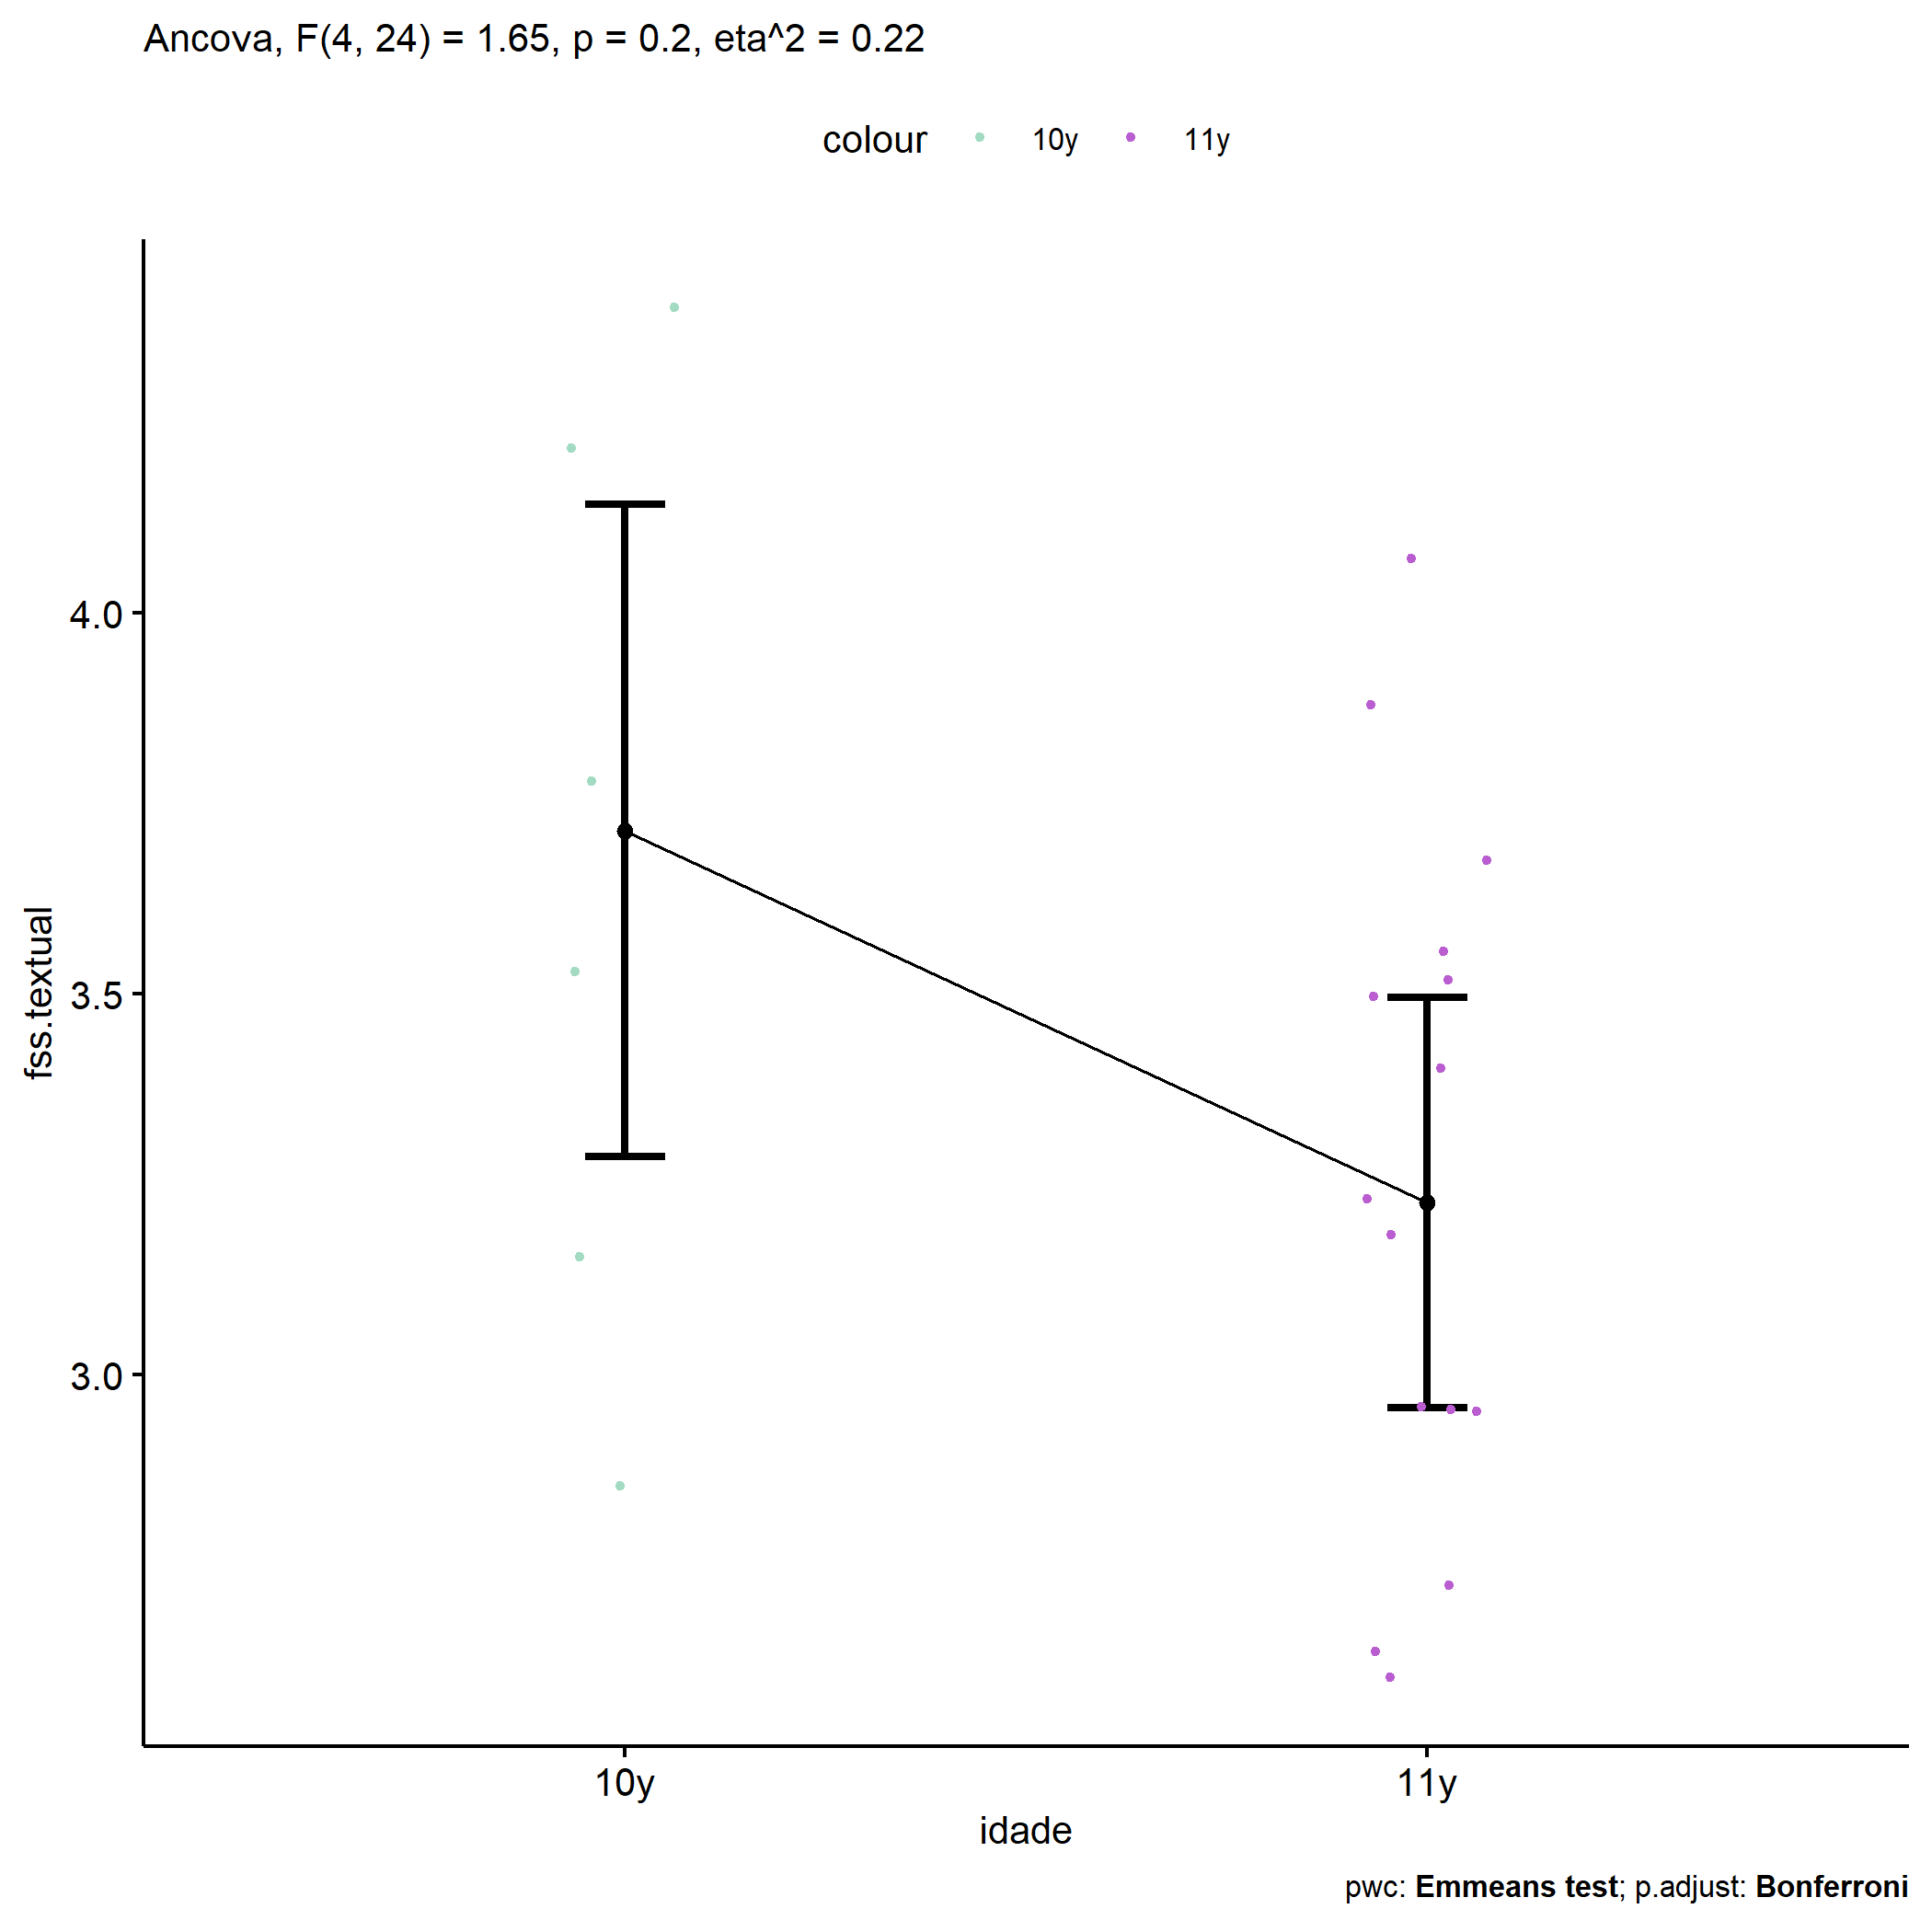 Ancova, F(4, 24) = 1.65, p = 0.2, eta^2 = 0.22
colour 10y 11y
fss.textual
4.0
3.5
3.0
10y 11y
idade
pwc: Emmeans test; p.adjust: Bonferroni